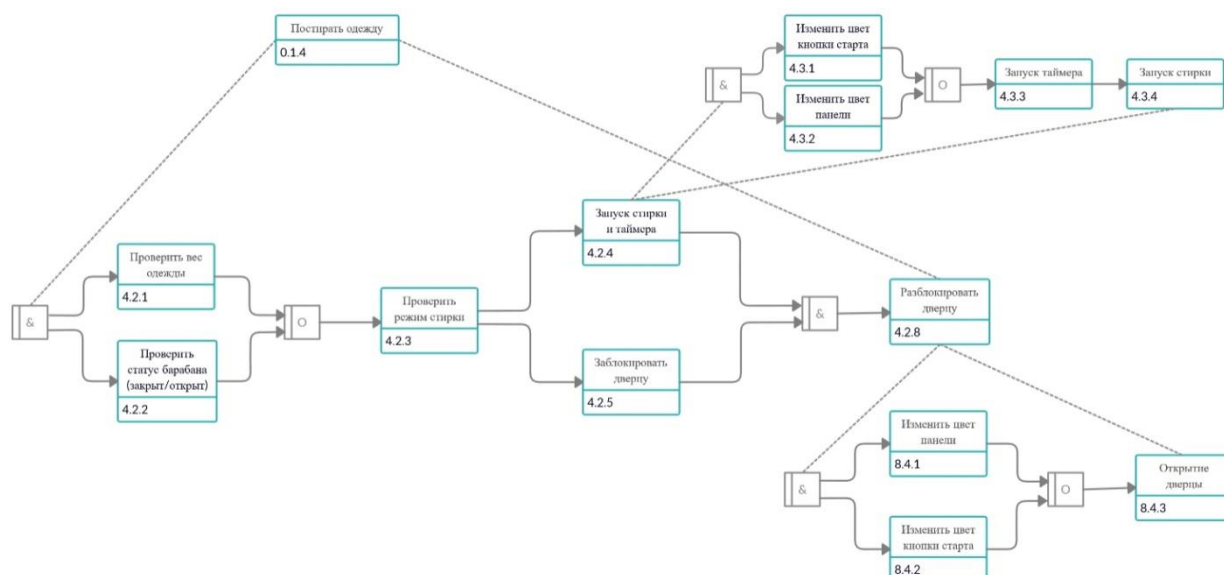 Постирать одежду
0.1.4
Изменить цвет
кнопки старта
4.3.1
&
Изменить цвет
панели
4.3.2
O
Запуск таймера
4.3.3
Запуск стирки
4.3.4
&
Проверить вес
одежды
4.2.1
Проверить
статус барабана
(закрыт/открыт)
4.2.2
O
Проверить
режим стирки
4.2.3
Запуск стирки
и таймера
4.2.4
Заблокировать
дверцу
4.2.5
&
Разблокировать
дверцу
4.2.8
&
Изменить цвет
панели
8.4.1
Изменить цвет
кнопки старта
8.4.2
O
Открытие
дверцы
8.4.3